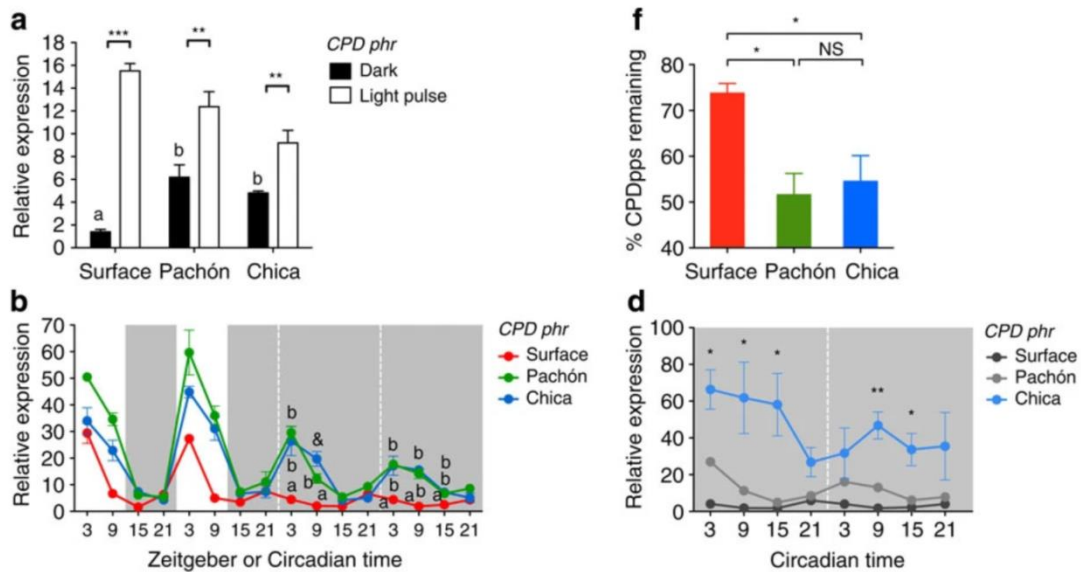 a
Relative expression
18
16
14
12
10
8
6
4
2
0
***
**
**
a
b
b
Surface Pachón Chica
CPD phr
Dark
Light pulse
f
% CPDpps remaining
80
70
60
50
40
*
*
NS
Surface Pachón Chica
b
Relative expression
70
60
50
40
30
20
10
0
b
&
b
b
a
a
b
b
b
a
a
b
a
3 9 15 21 3 9 15 21 3 9 15 21 3 9 15 21
Zeitgeber or Circadian time
CPD phr
Surface
Pachón
Chica
d
Relative expression
100
80
60
40
20
0
* * * ** *
3 9 15 21 3 9 15 21
Circadian time
CPD phr
Surface
Pachón
Chica